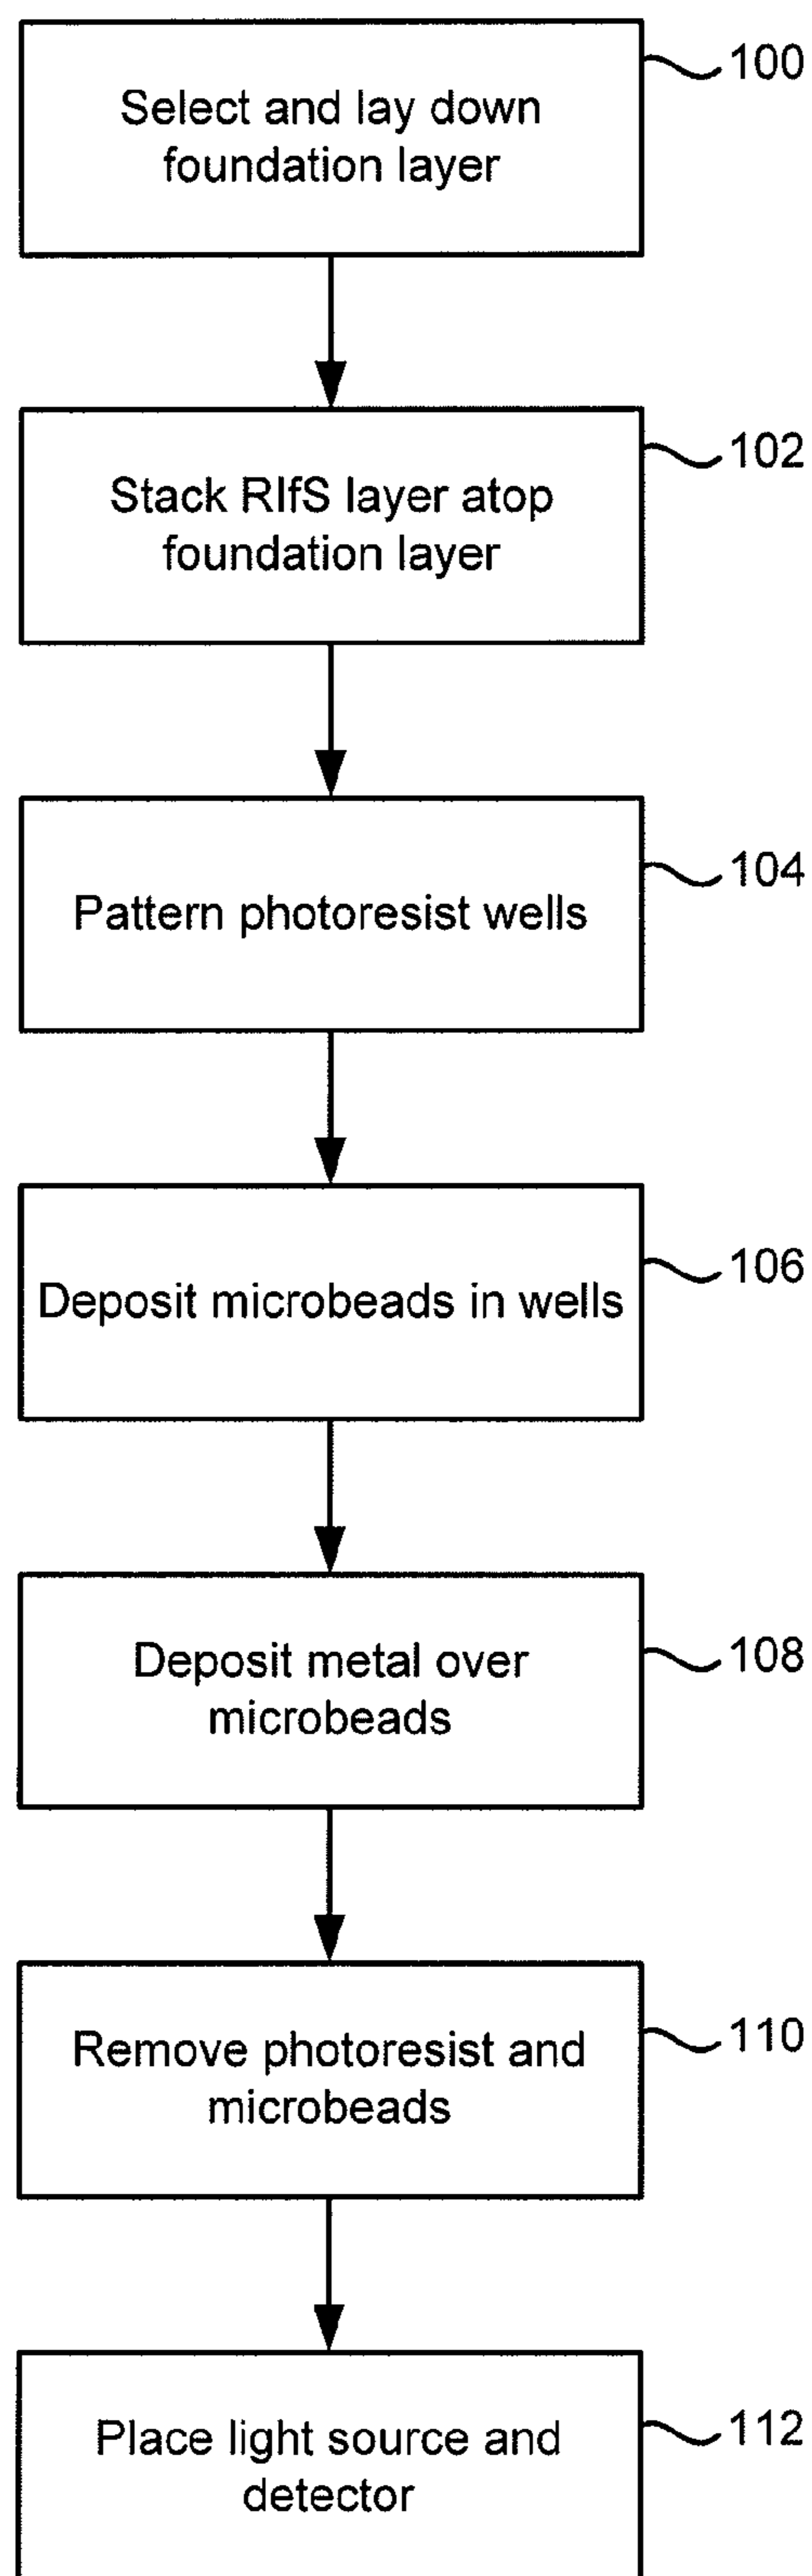 100
Select and lay down
foundation layer
102
Stack RIfS layer atop
foundation layer
104
Pattern photoresist wells
106
Deposit microbeads in wells
108
Deposit metal over
microbeads
110
Remove photoresist and
microbeads
112
Place light source and
detector